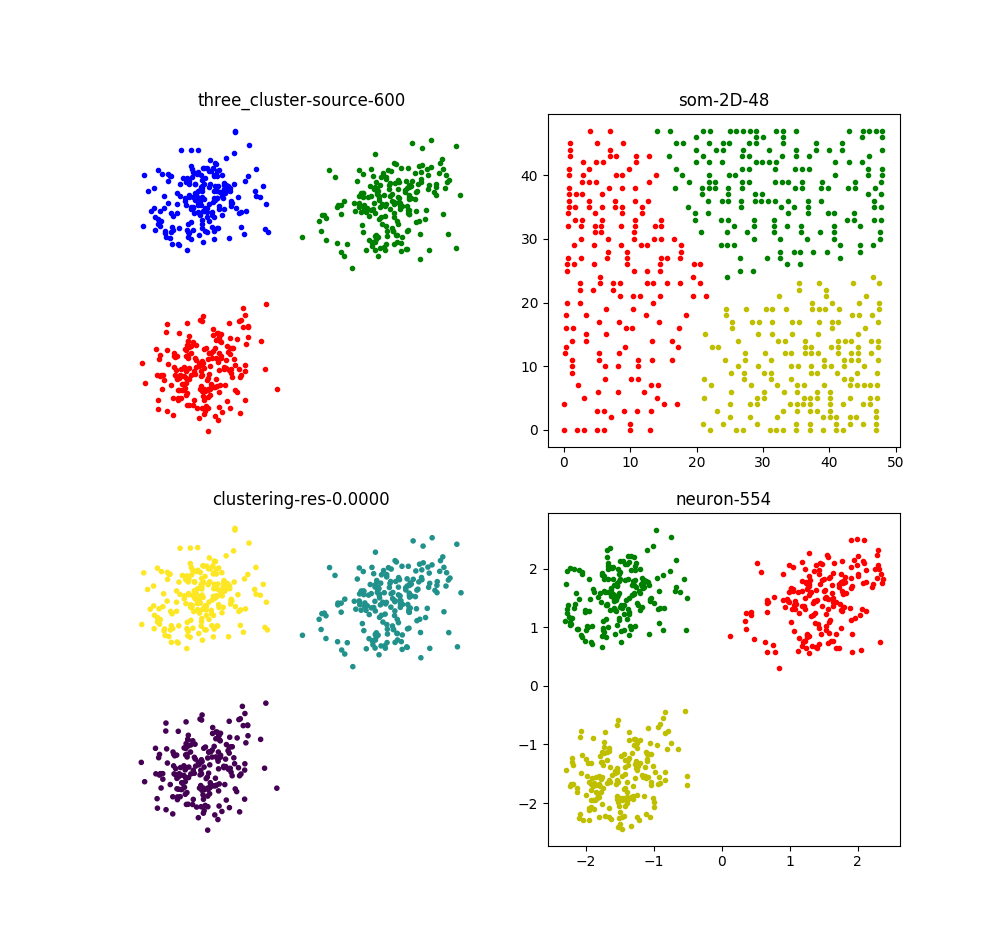 three_cluster-source-600
som-2D-48
40
30
20
10
0
0 10 20 30 40 50
clustering-res-0.0000
neuron-554
2
1
0
−1
−2
−2 −1 0 1 2